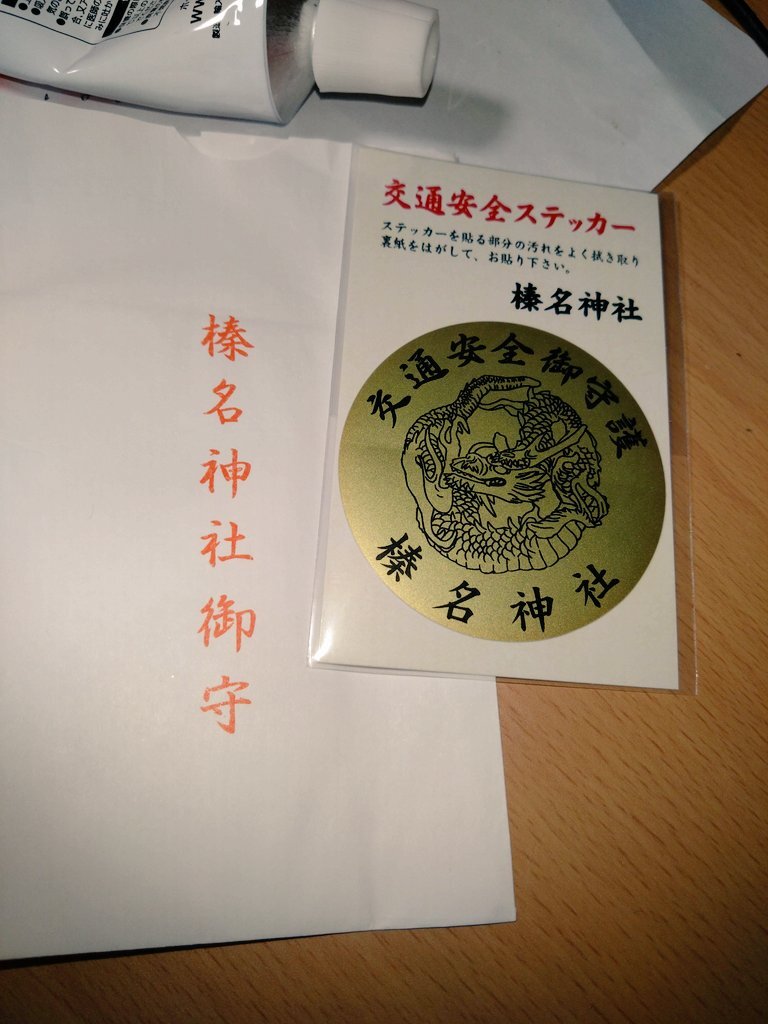 榛名神社御守
交通安全ステッカー
ステッカーを貼る部分の汚れをよく拭き取り
裏紙をはがして、お貼り下さい。
榛名神社
交通安全御守護
榛名神社